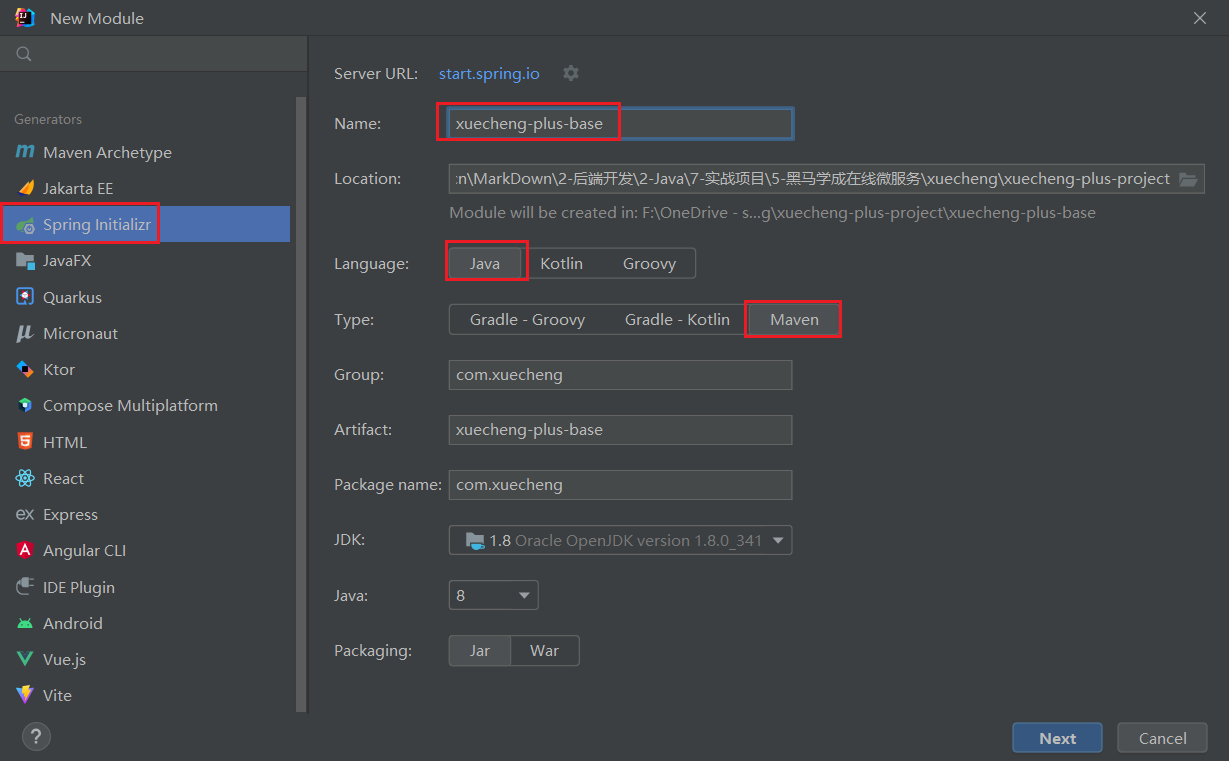 New Module
Generators
Maven Archetype
Jakarta EE
Spring Initializr
JavaFX
Quarkus
Micronaut
Ktor
Compose Multiplatform
HTML
React
Express
Angular CLI
IDE Plugin
Android
Vue.js
Vite
Server URL: start.spring.io
Name: xuecheng-plus-base
Location: :n\MarkDown\2-后端开发\2-Java\7-实战项目\5-黑马学成在线微服务\xuecheng\xuecheng-plus-project
Module will be created in: F:\OneDrive - s...g\xuecheng-plus-project\xuecheng-plus-base
Language: Java Kotlin Groovy
Type: Gradle - Groovy Gradle - Kotlin Maven
Group: com.xuecheng
Artifact: xuecheng-plus-base
Package name: com.xuecheng
JDK: 1.8 Oracle OpenJDK version 1.8.0_341
Java: 8
Packaging: Jar War
? Next Cancel